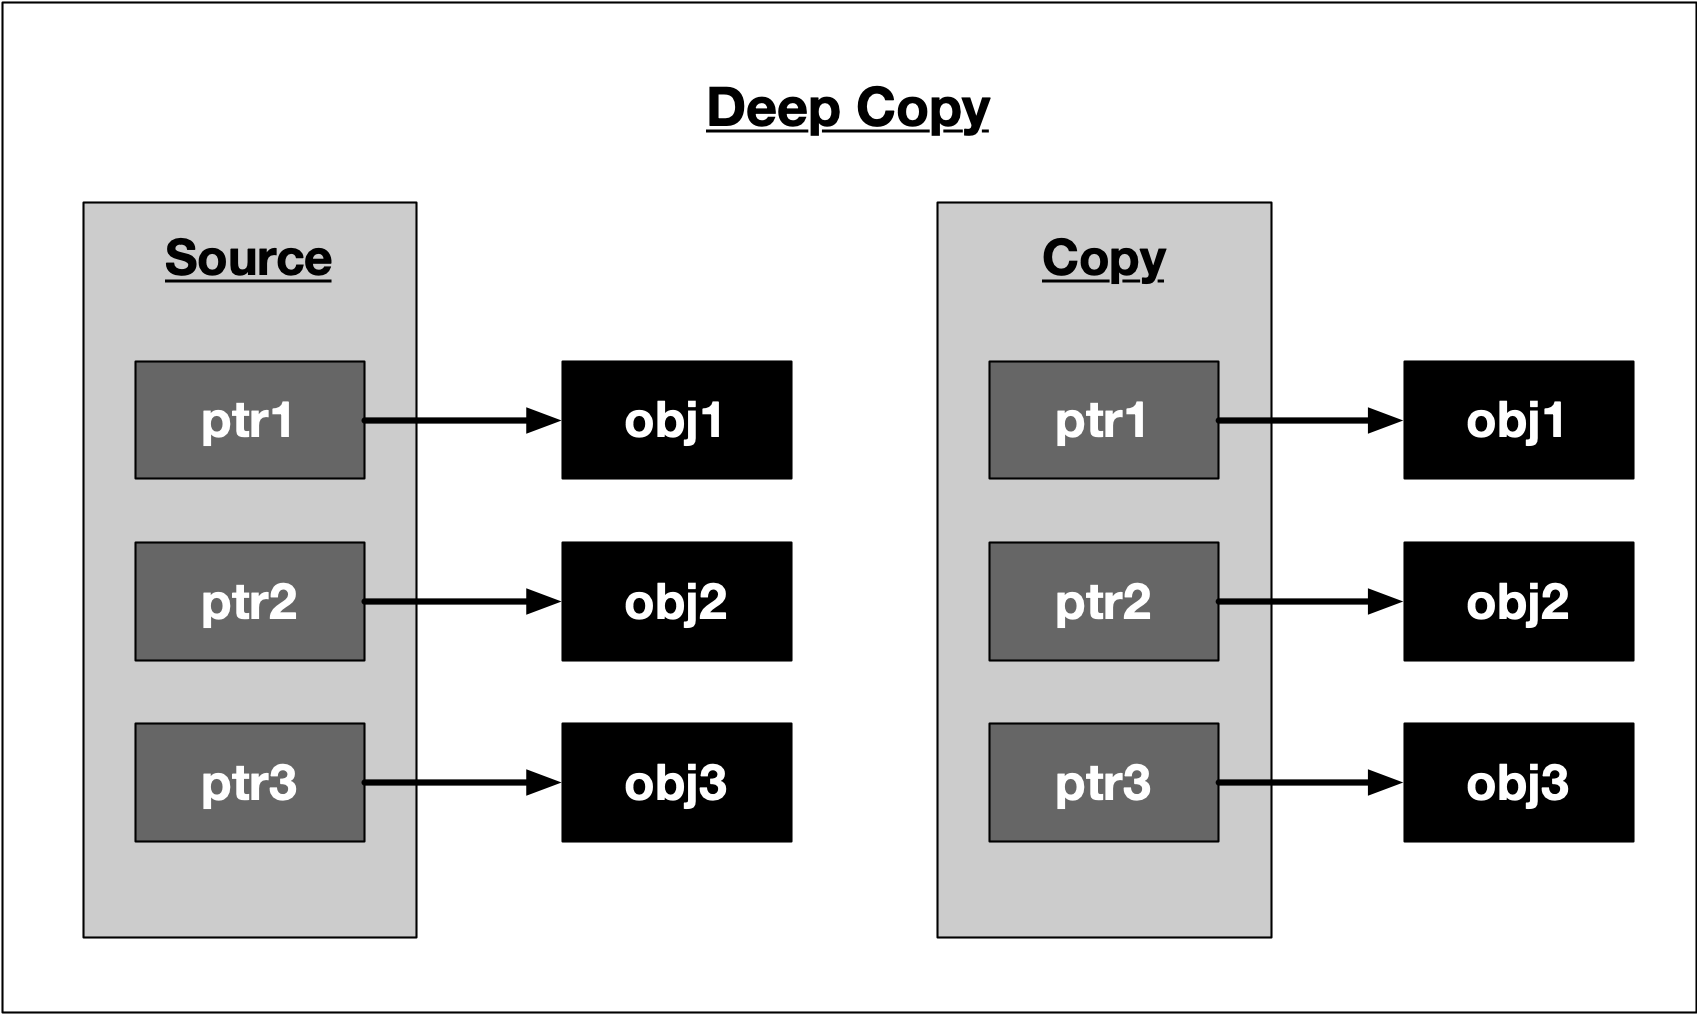 Deep Copy
Source
ptr1
obj1
ptr2
obj2
ptr3
obj3
Copy
ptr1
obj1
ptr2
obj2
ptr3
obj3